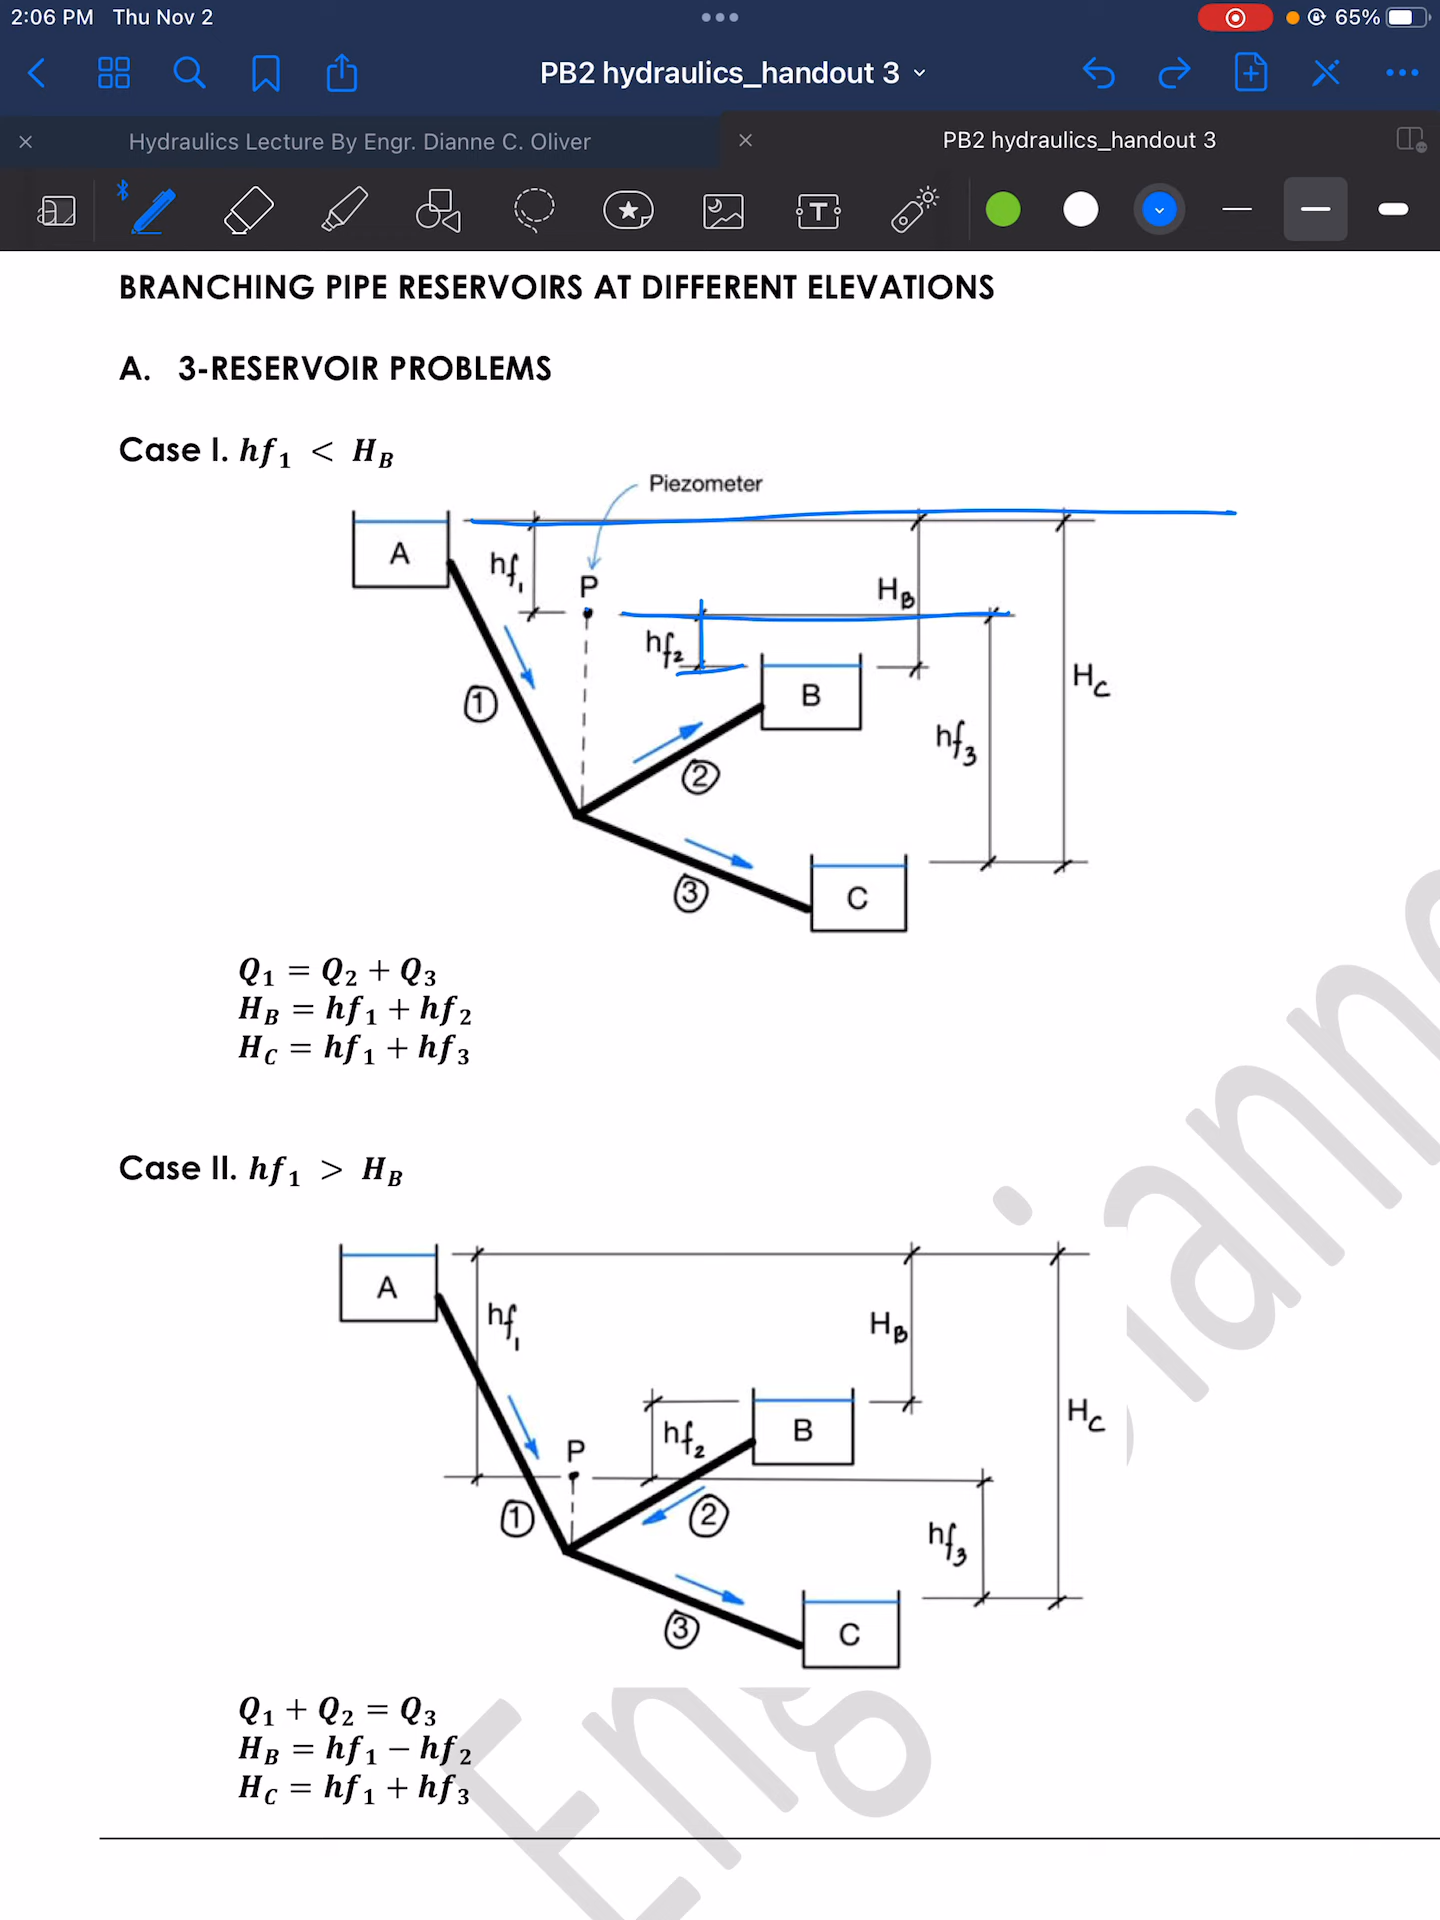 2:06 PM Thu Nov 2
65%
PB2 hydraulics_handout 3
Hydraulics Lecture By Engr. Dianne C. Oliver
PB2 hydraulics_handout 3
T
BRANCHING PIPE RESERVOIRS AT DIFFERENT ELEVATIONS
A. 3-RESERVOIR PROBLEMS
Case I. hf₁ < H_B
Piezometer
A
hf₁
P
H_B
hf₂
B
H_C
①
hf₃
②
③
C
Q₁ = Q₂ + Q₃
H_B = hf₁ + hf₂
H_C = hf₁ + hf₃
Case II. hf₁ > H_B
A
hf₁
H_B
H_C
P
hf₂
B
①
②
hf₃
③
C
Q₁ + Q₂ = Q₃
H_B = hf₁ − hf₂
H_C = hf₁ + hf₃